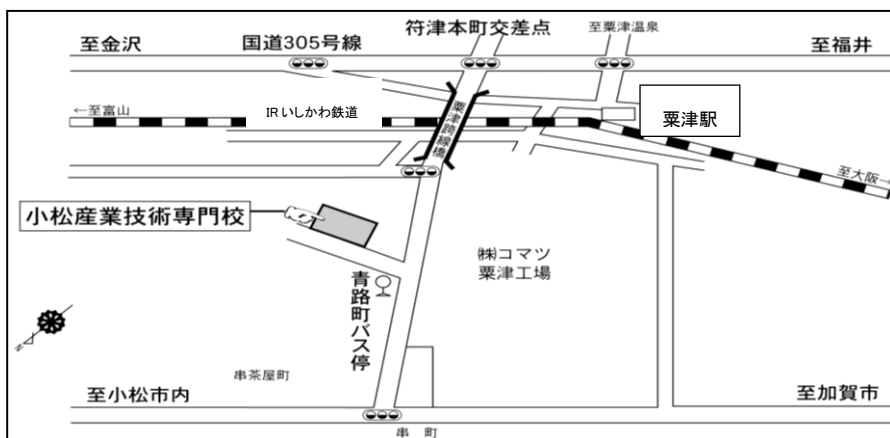 符津本町交差点
至粟津温泉
至金沢
国道305号線
至福井
←至富山
IRいしかわ鉄道
粟津跨線橋
粟津駅
至大阪→
小松産業技術専門校
㈱コマツ
粟津工場
青路町バス停
N
串茶屋町
至小松市内
至加賀市
串 町